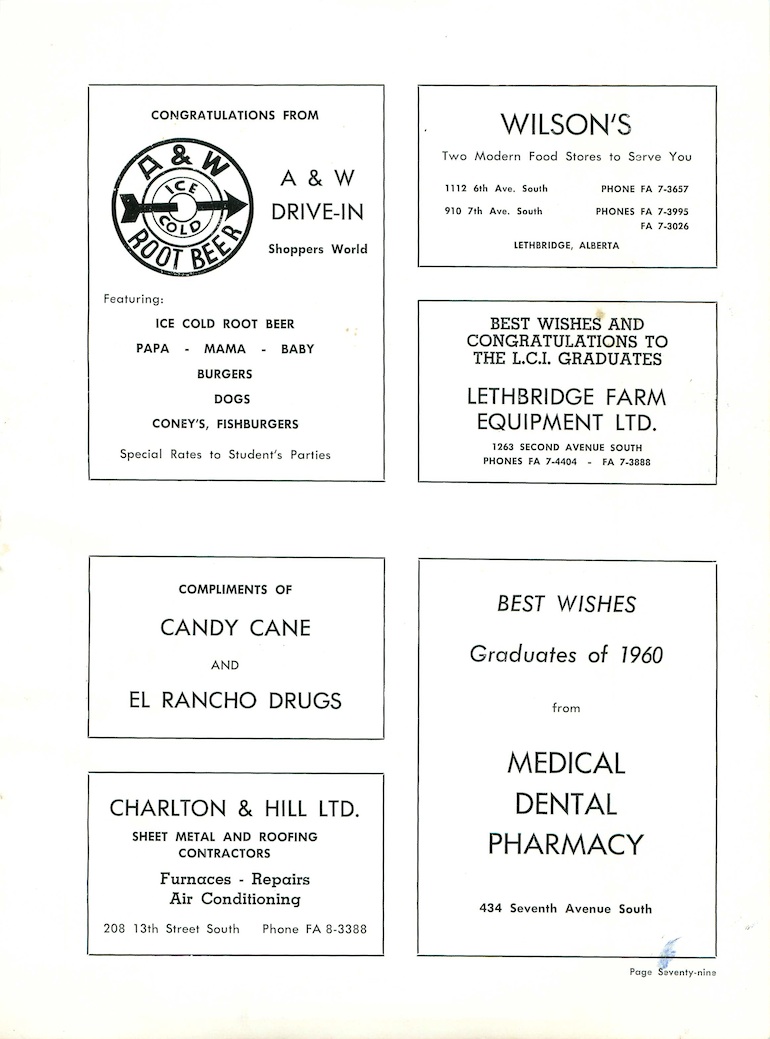 CONGRATULATIONS FROM
A & W
ICE
COLD
ROOT BEER
A & W
DRIVE-IN
Shoppers World
Featuring:
ICE COLD ROOT BEER
PAPA - MAMA - BABY
BURGERS
DOGS
CONEY'S, FISHBURGERS
Special Rates to Student's Parties
WILSON'S
Two Modern Food Stores to Serve You
1112 6th Ave. South PHONE FA 7-3657
910 7th Ave. South PHONES FA 7-3995
FA 7-3026
LETHBRIDGE, ALBERTA
BEST WISHES AND
CONGRATULATIONS TO
THE L.C.I. GRADUATES
LETHBRIDGE FARM
EQUIPMENT LTD.
1263 SECOND AVENUE SOUTH
PHONES FA 7-4404 - FA 7-3888
COMPLIMENTS OF
CANDY CANE
AND
EL RANCHO DRUGS
CHARLTON & HILL LTD.
SHEET METAL AND ROOFING
CONTRACTORS
Furnaces - Repairs
Air Conditioning
208 13th Street South Phone FA 8-3388
BEST WISHES
Graduates of 1960
from
MEDICAL
DENTAL
PHARMACY
434 Seventh Avenue South
Page Seventy-nine